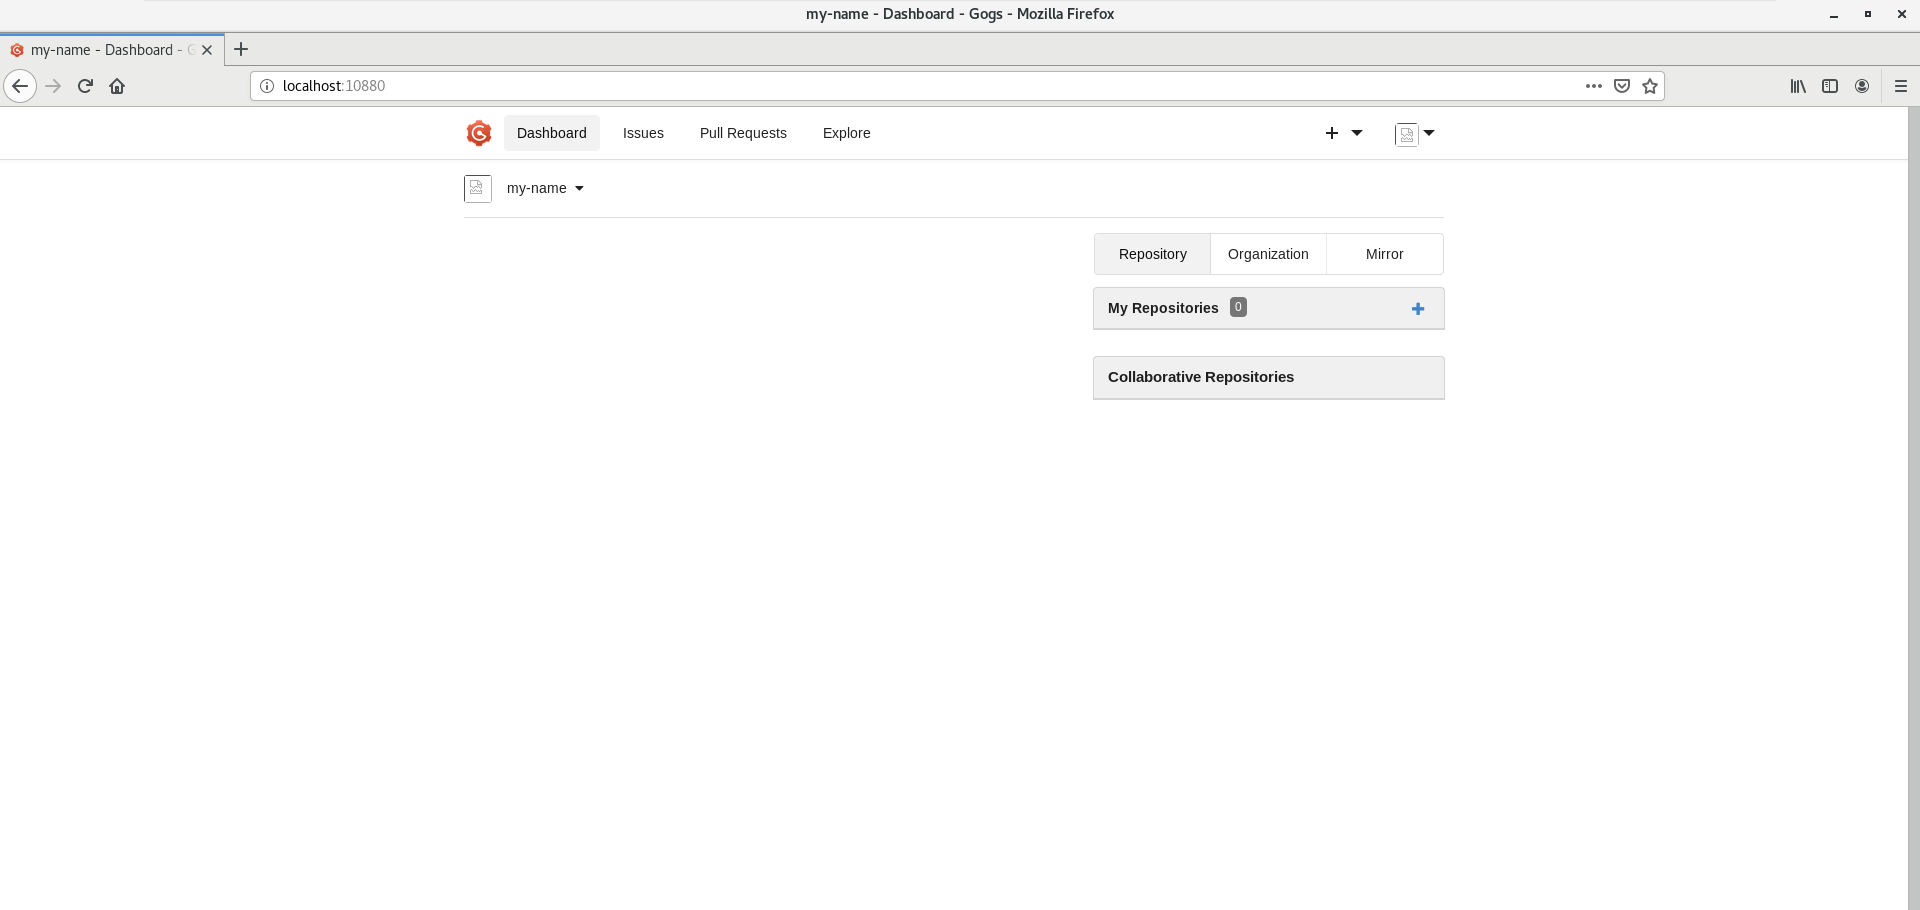 my-name - Dashboard - Gogs - Mozilla Firefox
my-name - Dashboard - G
localhost:10880
Dashboard Issues Pull Requests Explore
my-name
Repository Organization Mirror
My Repositories 0
Collaborative Repositories